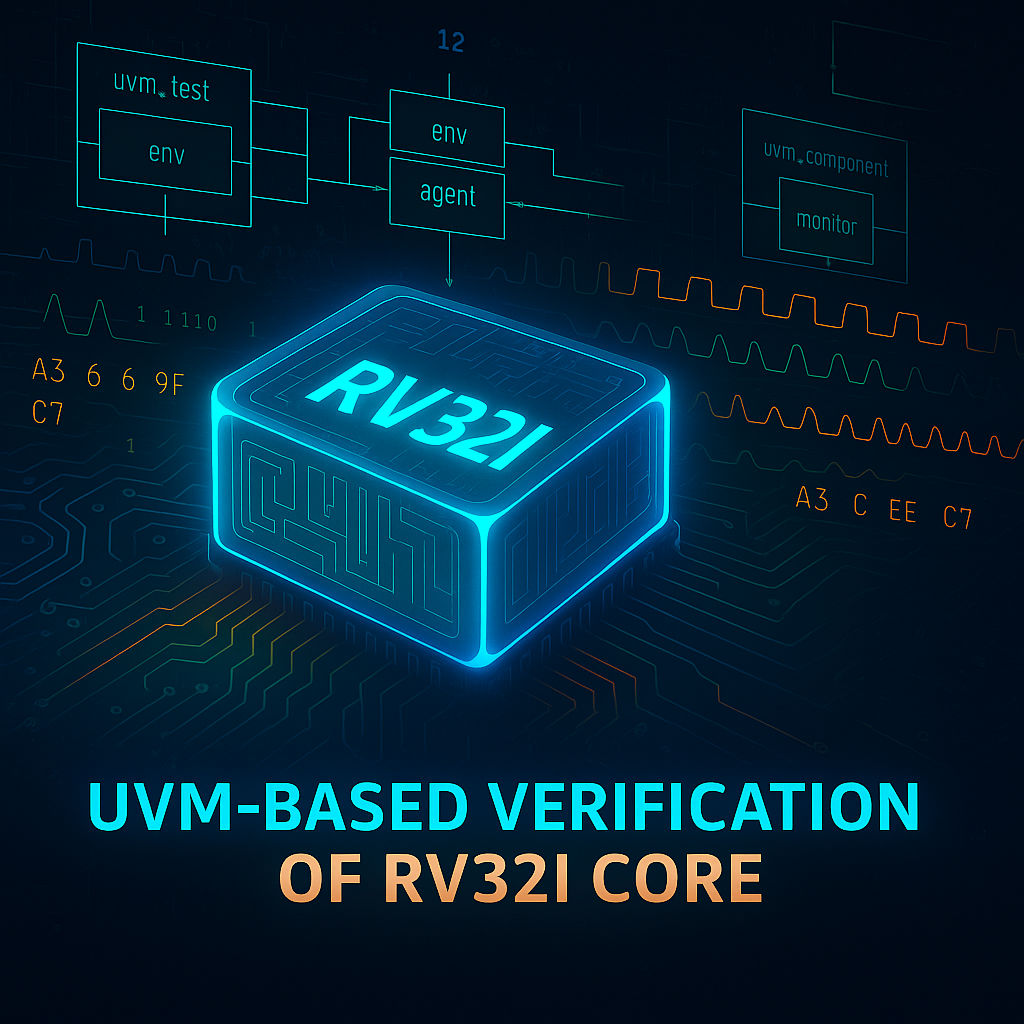 12
uvm_test
env
env
agent
uvm_component
monitor
1 1110 1
A3 6 6 9F
C7
1
RV32I
A3 C EE C7
UVM-BASED VERIFICATION
OF RV32I CORE